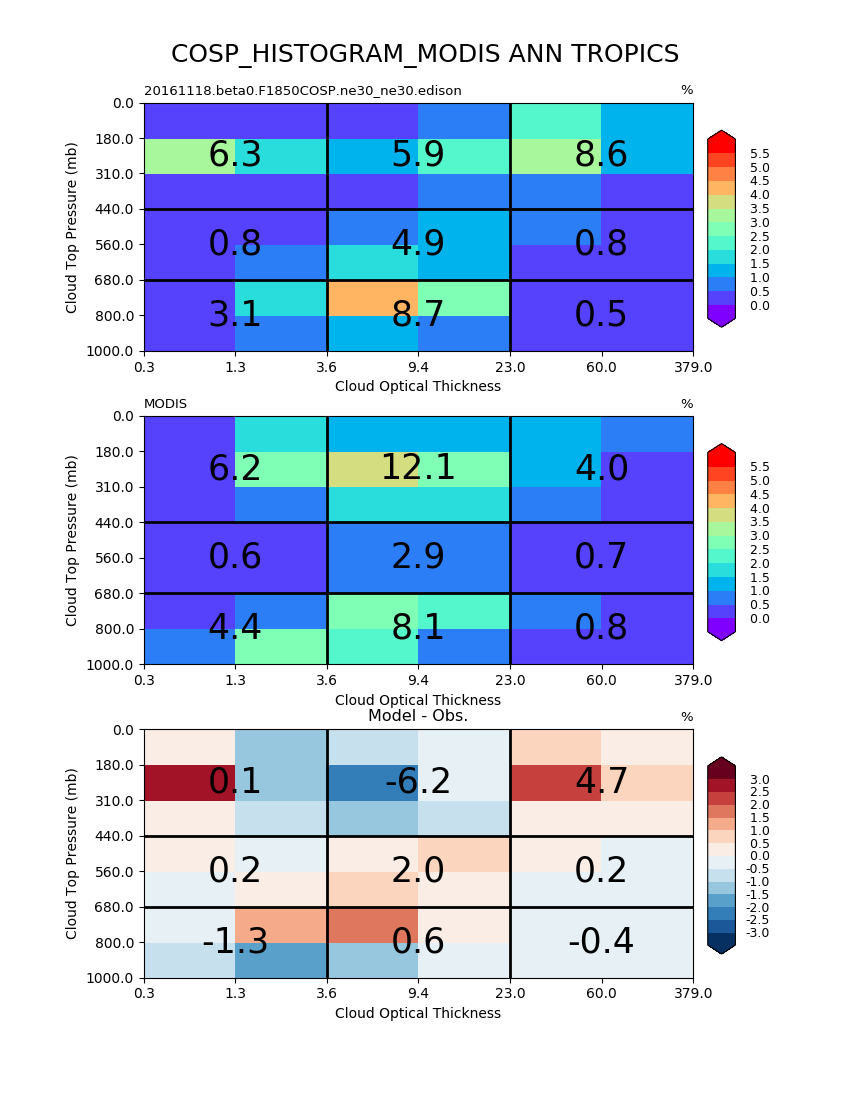 COSP_HISTOGRAM_MODIS ANN TROPICS
20161118.beta0.F1850COSP.ne30_ne30.edison %
Cloud Top Pressure (mb)
0.0
180.0
310.0
440.0
560.0
680.0
800.0
1000.0
6.3 5.9 8.6
0.8 4.9 0.8
3.1 8.7 0.5
0.3 1.3 3.6 9.4 23.0 60.0 379.0
Cloud Optical Thickness
5.5
5.0
4.5
4.0
3.5
3.0
2.5
2.0
1.5
1.0
0.5
0.0
MODIS %
Cloud Top Pressure (mb)
0.0
180.0
310.0
440.0
560.0
680.0
800.0
1000.0
6.2 12.1 4.0
0.6 2.9 0.7
4.4 8.1 0.8
0.3 1.3 3.6 9.4 23.0 60.0 379.0
Cloud Optical Thickness
5.5
5.0
4.5
4.0
3.5
3.0
2.5
2.0
1.5
1.0
0.5
0.0
Model - Obs. %
Cloud Top Pressure (mb)
0.0
180.0
310.0
440.0
560.0
680.0
800.0
1000.0
0.1 -6.2 4.7
0.2 2.0 0.2
-1.3 0.6 -0.4
0.3 1.3 3.6 9.4 23.0 60.0 379.0
Cloud Optical Thickness
3.0
2.5
2.0
1.5
1.0
0.5
0.0
-0.5
-1.0
-1.5
-2.0
-2.5
-3.0